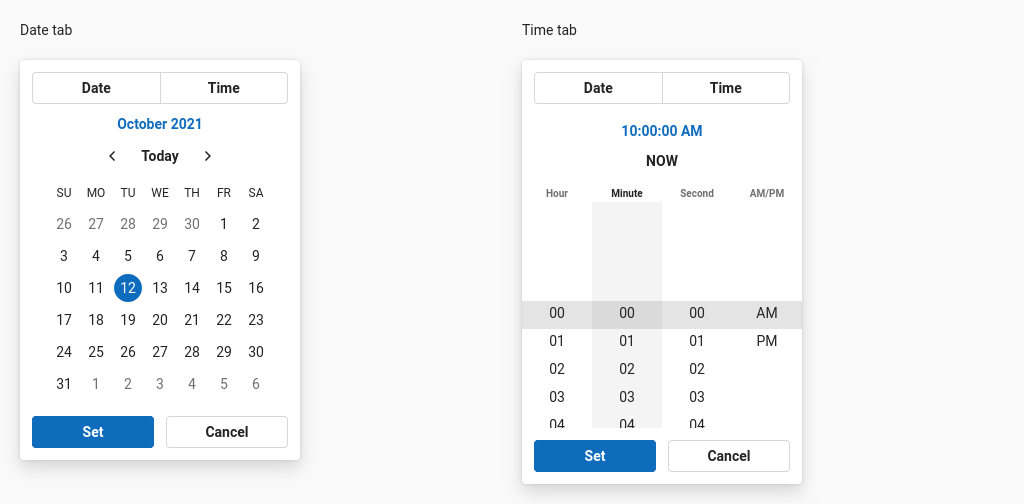 Date tab
Date Time
October 2021
Today
SU MO TU WE TH FR SA
26 27 28 29 30 1 2
3 4 5 6 7 8 9
10 11 12 13 14 15 16
17 18 19 20 21 22 23
24 25 26 27 28 29 30
31 1 2 3 4 5 6
Set Cancel
Time tab
Date Time
10:00:00 AM
NOW
Hour Minute Second AM/PM
00 00 00 AM
01 01 01 PM
02 02 02
03 03 03
04 04 04
Set Cancel